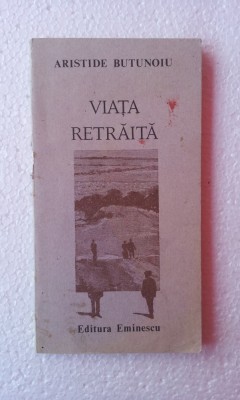 ARISTIDE BUTUNOIU
VIAȚA
RETRĂITĂ
Editura Eminescu